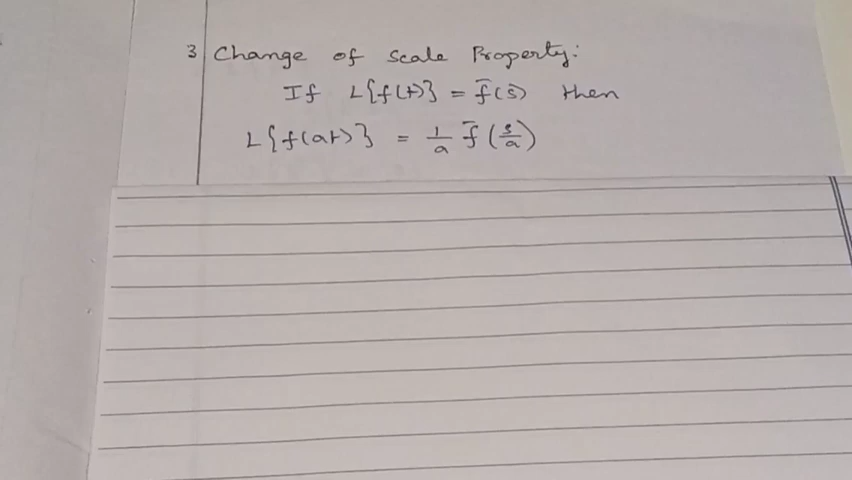 3 Change of Scale Property:
If L{f(t)} = f̄(s) then
L{f(at)} = 1/a f̄(s/a)